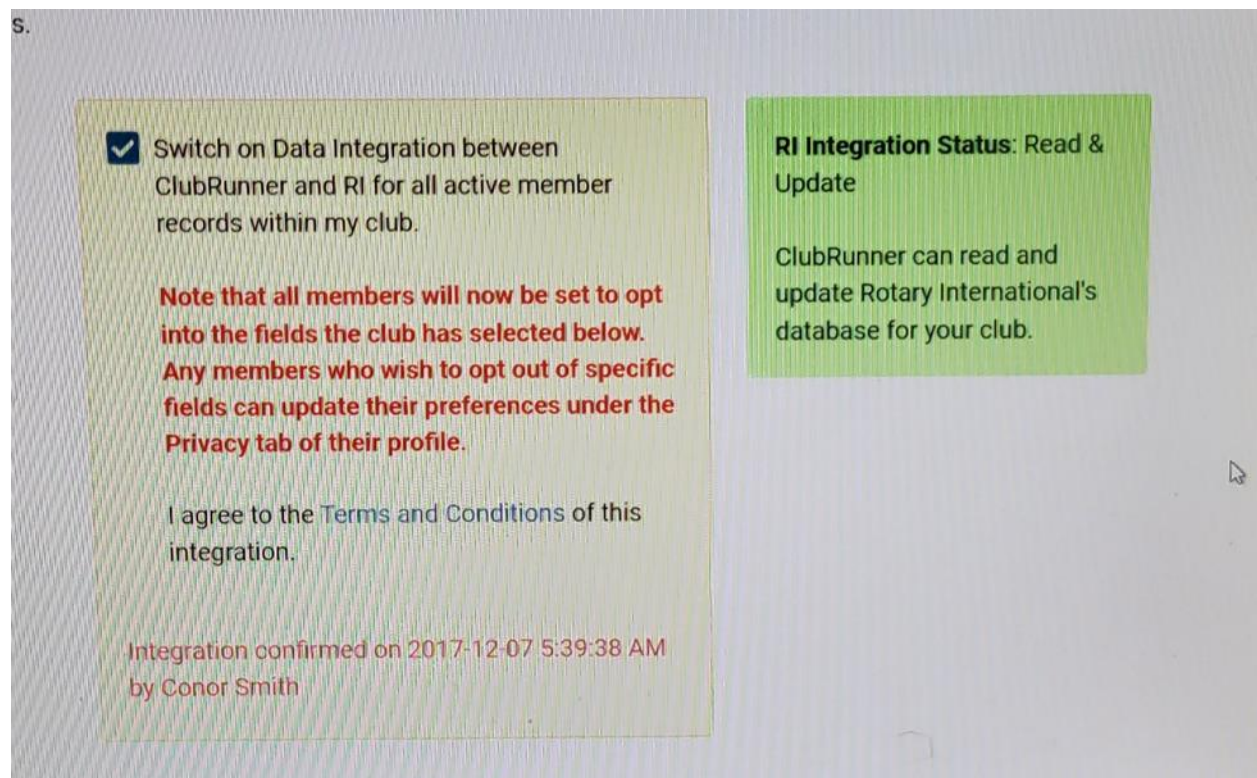 s.
Switch on Data Integration between
ClubRunner and RI for all active member
records within my club.
Note that all members will now be set to opt
into the fields the club has selected below.
Any members who wish to opt out of specific
fields can update their preferences under the
Privacy tab of their profile.
I agree to the Terms and Conditions of this
integration.
Integration confirmed on 2017-12-07 5:39:38 AM
by Conor Smith
RI Integration Status: Read &
Update
ClubRunner can read and
update Rotary International's
database for your club.